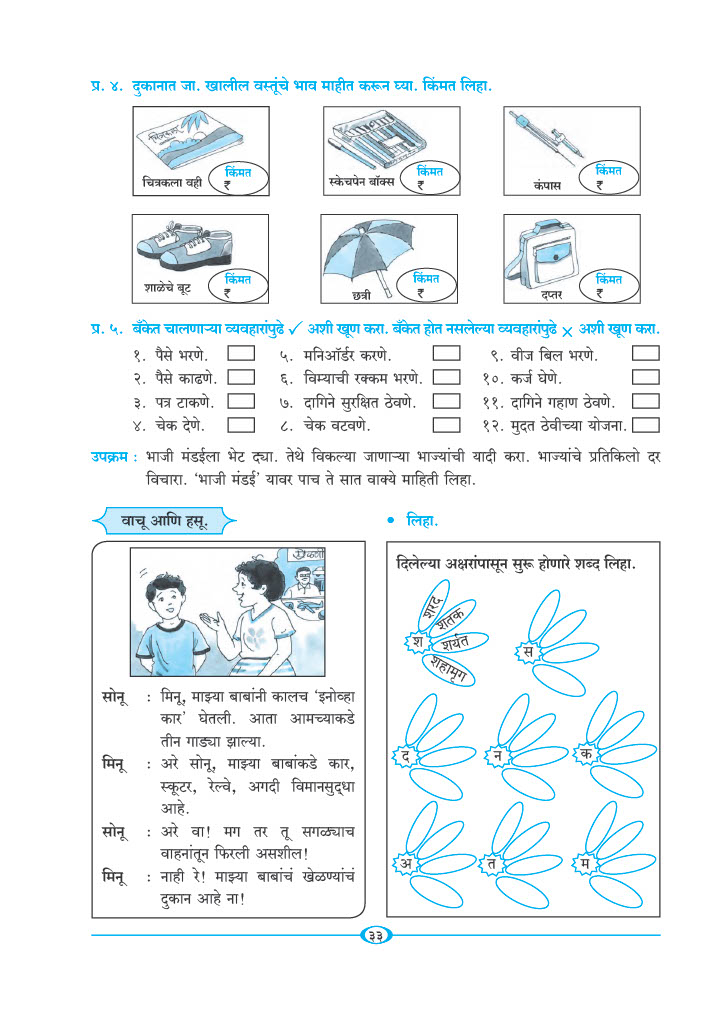 प्र. ४. दुकानात जा. खालील वस्तूंचे भाव माहीत करून घ्या. किंमत लिहा.
चित्रकला वही
किंमत
₹
स्केचपेन बॉक्स
किंमत
₹
कंपास
किंमत
₹
शाळेचे बूट
किंमत
₹
छत्री
किंमत
₹
दप्तर
किंमत
₹
प्र. ५. बँकेत चालणाऱ्या व्यवहारांपुढे ✓ अशी खूण करा. बँकेत होत नसलेल्या व्यवहारांपुढे × अशी खूण करा.
१. पैसे भरणे.
५. मनिऑर्डर करणे.
९. वीज बिल भरणे.
२. पैसे काढणे.
६. विम्याची रक्कम भरणे.
१०. कर्ज घेणे.
३. पत्र टाकणे.
७. दागिने सुरक्षित ठेवणे.
११. दागिने गहाण ठेवणे.
४. चेक देणे.
८. चेक वटवणे.
१२. मुदत ठेवीच्या योजना.
उपक्रम : भाजी मंडईला भेट द्या. तेथे विकल्या जाणाऱ्या भाज्यांची यादी करा. भाज्यांचे प्रतिकिलो दर
विचारा. ‘भाजी मंडई’ यावर पाच ते सात वाक्ये माहिती लिहा.
वाचू आणि हसू.
सोनू : मिनू, माझ्या बाबांनी कालच ‘इनोव्हा
कार’ घेतली. आता आमच्याकडे
तीन गाड्या झाल्या.
मिनू : अरे सोनू, माझ्या बाबांकडे कार,
स्कूटर, रेल्वे, अगदी विमानसुद्धा
आहे.
सोनू : अरे वा! मग तर तू सगळ्याच
वाहनांतून फिरली असशील!
मिनू : नाही रे! माझ्या बाबांचं खेळण्यांचं
दुकान आहे ना!
• लिहा.
दिलेल्या अक्षरांपासून सुरू होणारे शब्द लिहा.
श
शरद
शतक
शर्यत
शहामृग
स
द
न
क
अ
त
म
३३